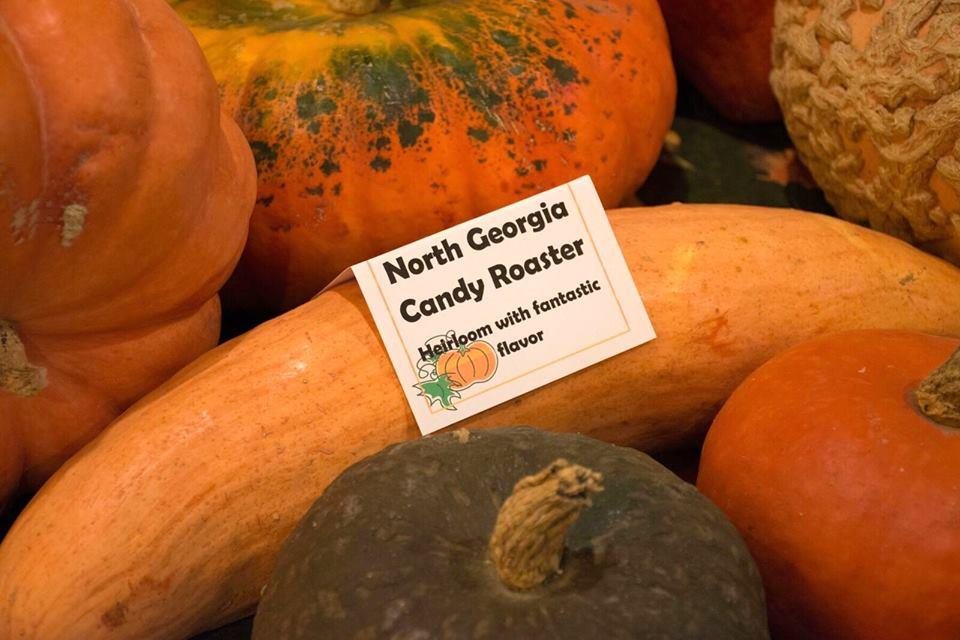 North Georgia
Candy Roaster
Heirloom with fantastic
flavor